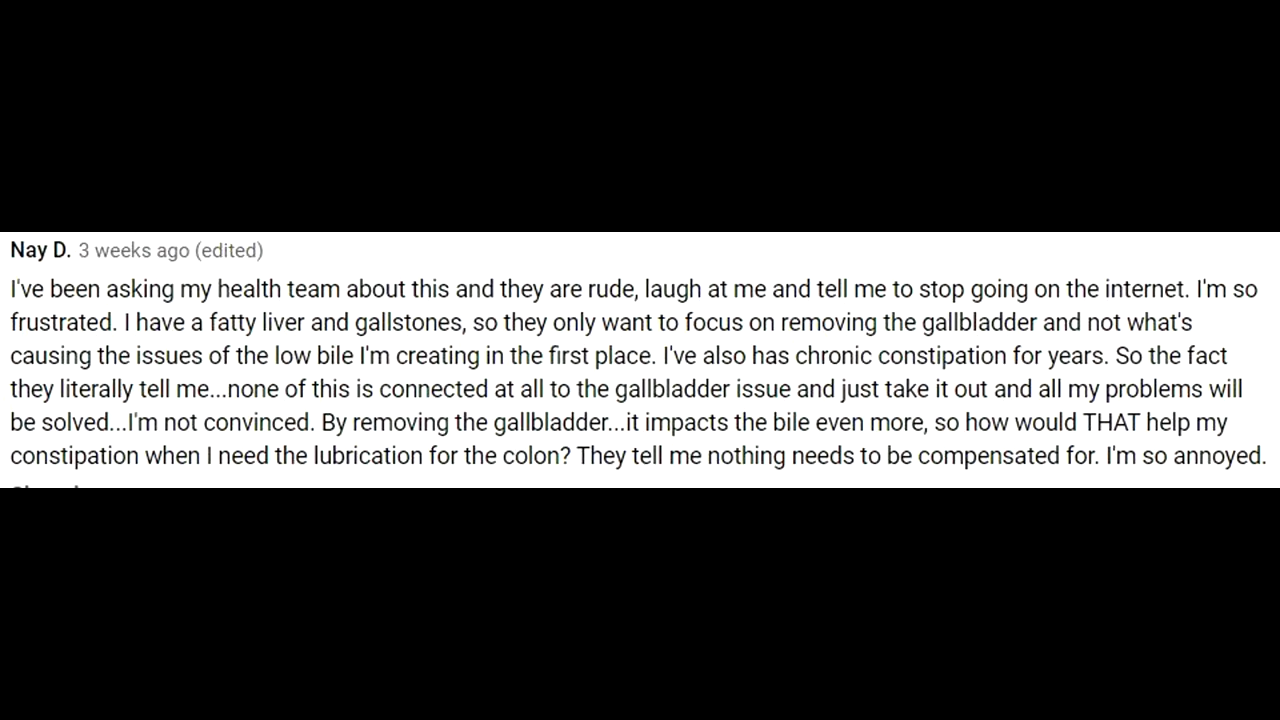 Nay D. 3 weeks ago (edited)
I've been asking my health team about this and they are rude, laugh at me and tell me to stop going on the internet. I'm so
frustrated. I have a fatty liver and gallstones, so they only want to focus on removing the gallbladder and not what's
causing the issues of the low bile I'm creating in the first place. I've also has chronic constipation for years. So the fact
they literally tell me...none of this is connected at all to the gallbladder issue and just take it out and all my problems will
be solved...I'm not convinced. By removing the gallbladder...it impacts the bile even more, so how would THAT help my
constipation when I need the lubrication for the colon? They tell me nothing needs to be compensated for. I'm so annoyed.